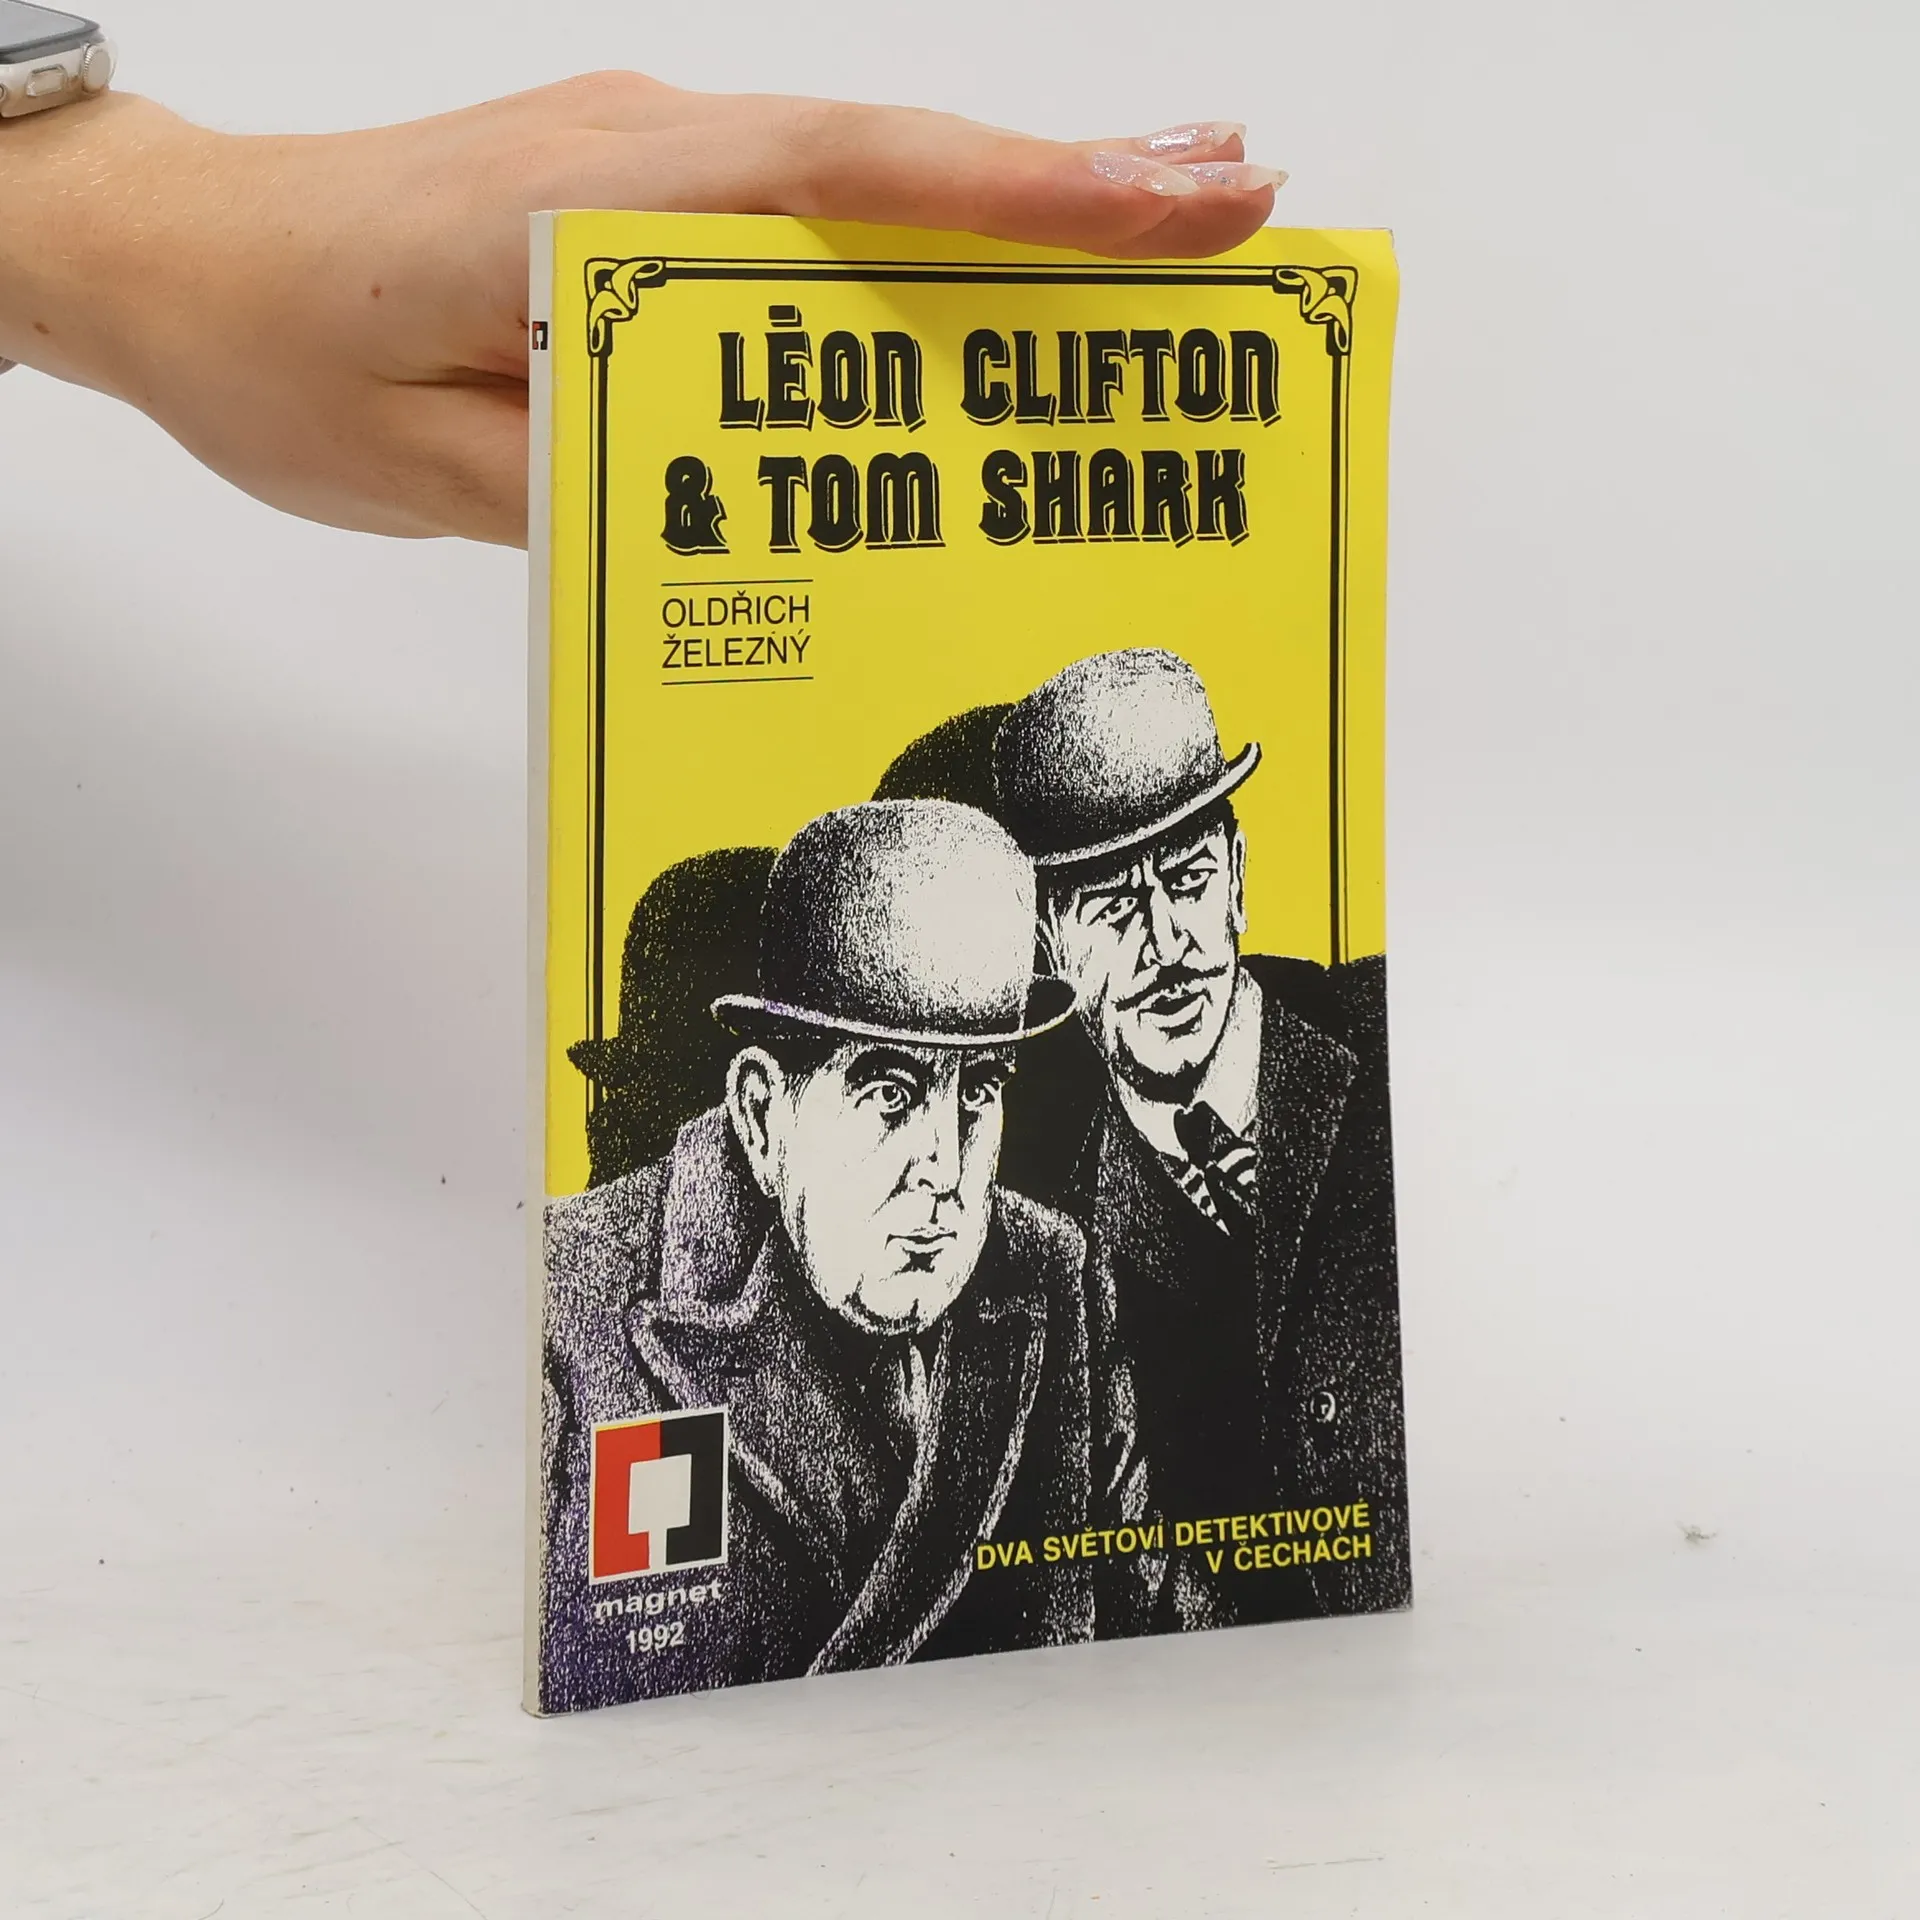 LÉON CLIFTON
& TOM SHARK
OLDŘICH
ŽELEZNÝ
DVA SVĚTOVÍ DETEKTIVOVÉ
V ČECHÁCH
magnet
1992